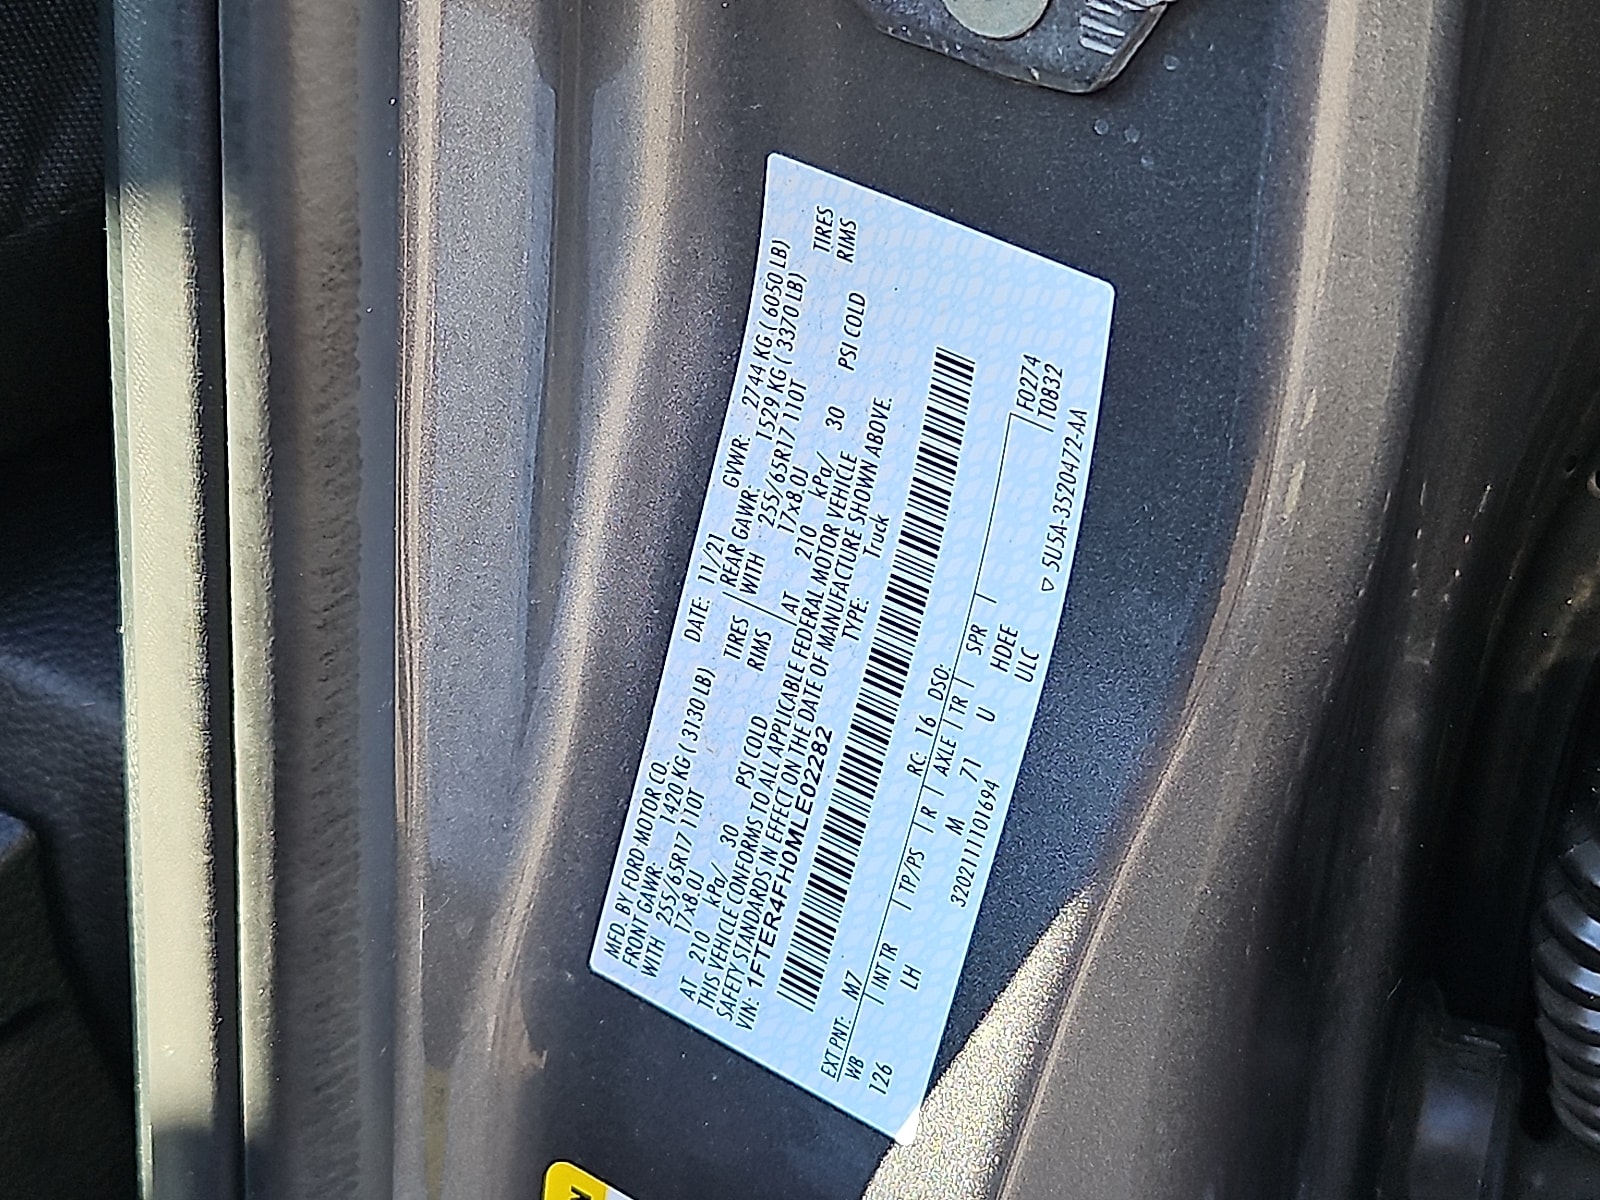 MFD. BY FORD MOTOR CO.
DATE: 11/21 GVWR: 2744 KG ( 6050 LB)
FRONT GAWR: 1420 KG ( 3130 LB) REAR GAWR: 1529 KG ( 3370 LB)
WITH 255/65R17 110T TIRES WITH 255/65R17 110T TIRES
17x8.0J RIMS 17x8.0J RIMS
AT 210 kPa/ 30 PSI COLD AT 210 kPa/ 30 PSI COLD
THIS VEHICLE CONFORMS TO ALL APPLICABLE FEDERAL MOTOR VEHICLE
SAFETY STANDARDS IN EFFECT ON THE DATE OF MANUFACTURE SHOWN ABOVE.
VIN: 1FTER4FH0MLE02282 TYPE: Truck
EXT PNT: M7 RC: 16 DSO: F0274
WB INT TR TP/PS R AXLE TR SPR T0832
126 LH M 71 U HDEE
ULC
320211101694 ▽ 5U5A-3520472-AA